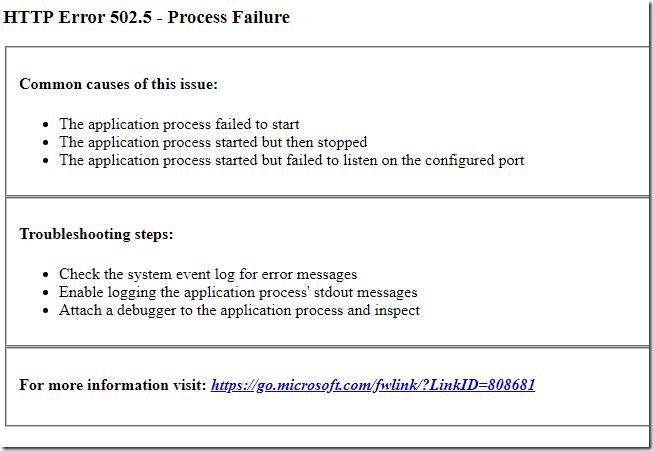 HTTP Error 502.5 - Process Failure
Common causes of this issue:
• The application process failed to start
• The application process started but then stopped
• The application process started but failed to listen on the configured port
Troubleshooting steps:
• Check the system event log for error messages
• Enable logging the application process' stdout messages
• Attach a debugger to the application process and inspect
For more information visit: https://go.microsoft.com/fwlink/?LinkID=808681